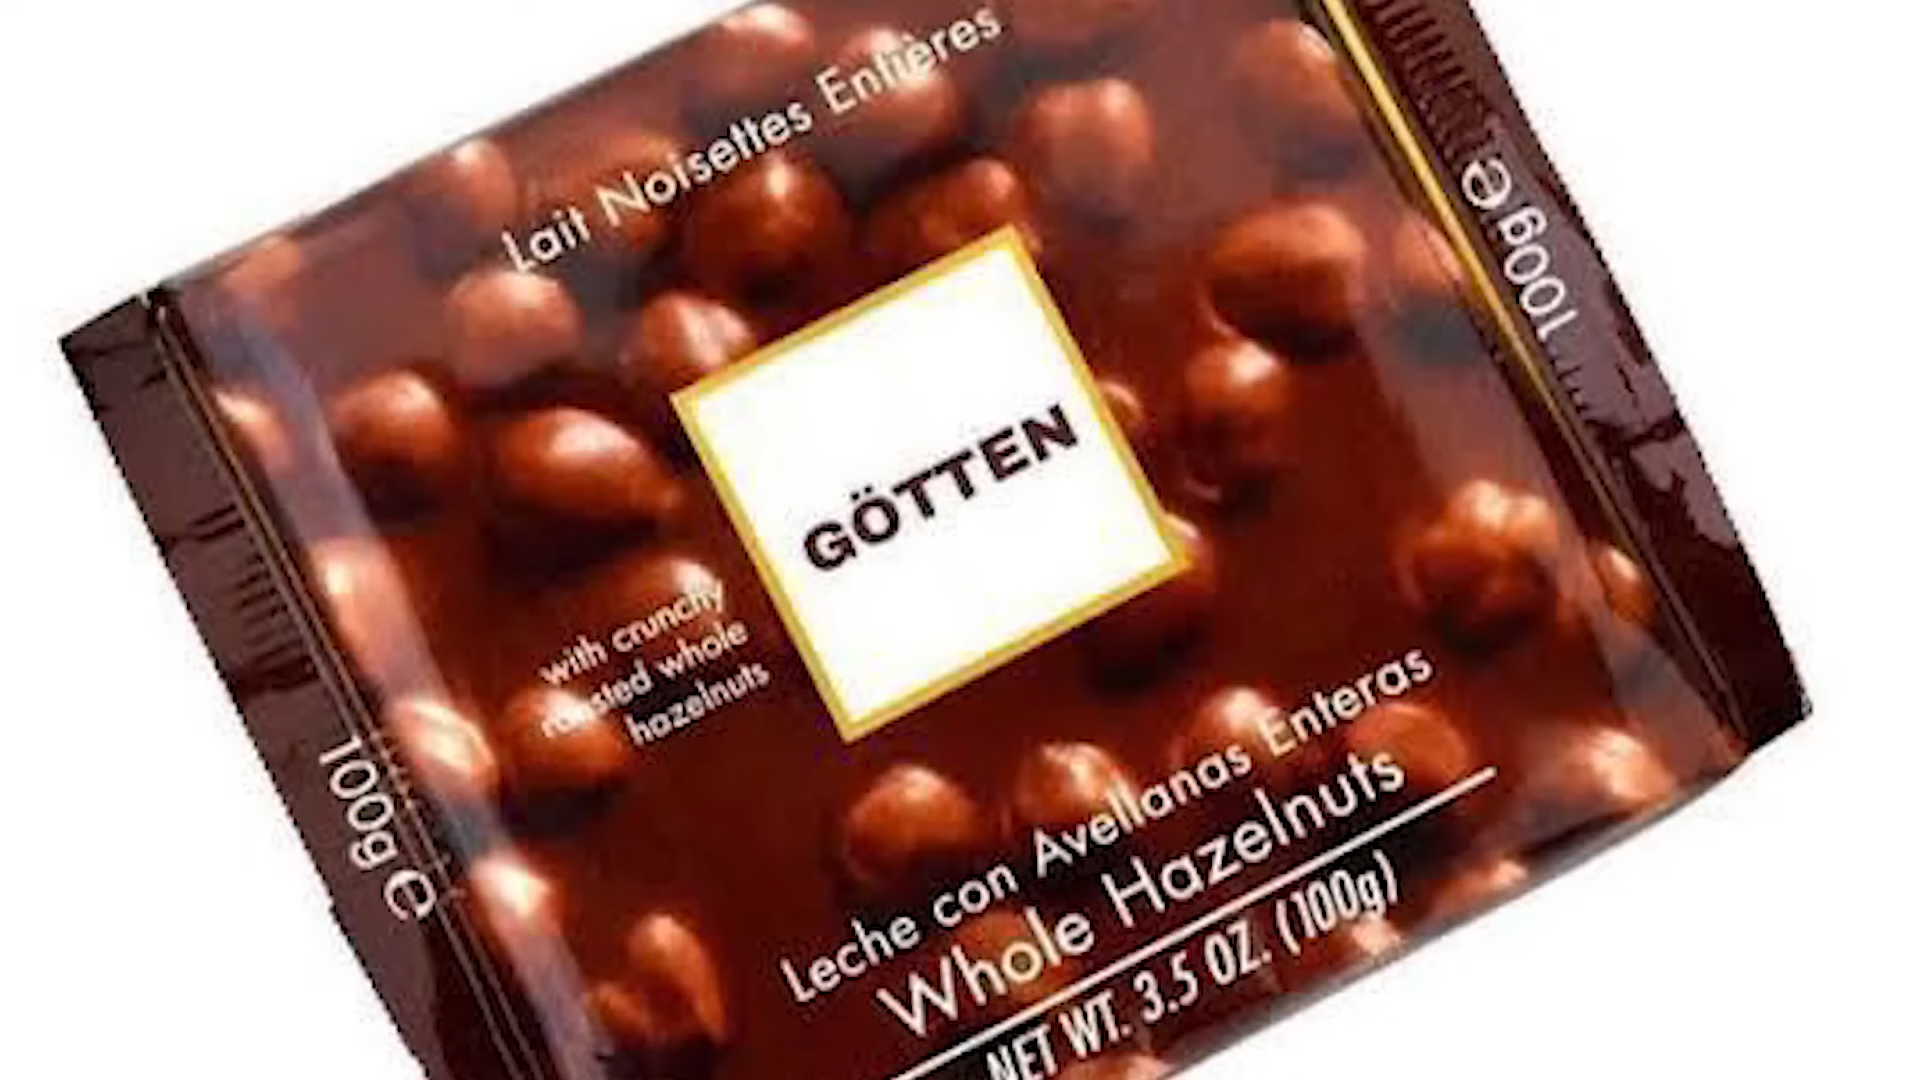 Lait Noisettes Entières
100g e
GÖTTEN
with crunchy
roasted whole
hazelnuts
100g e
Leche con Avellanas Enteras
Whole Hazelnuts
NET WT. 3.5 OZ. (100g)